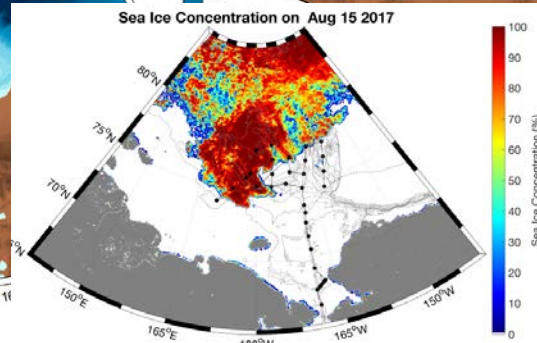 Sea Ice Concentration on Aug 15 2017
80°N
75°N
70°N
150°E
165°E
165°W
150°W
100
90
80
70
60
50
40
30
20
10
0
Sea Ice Concentration (%)